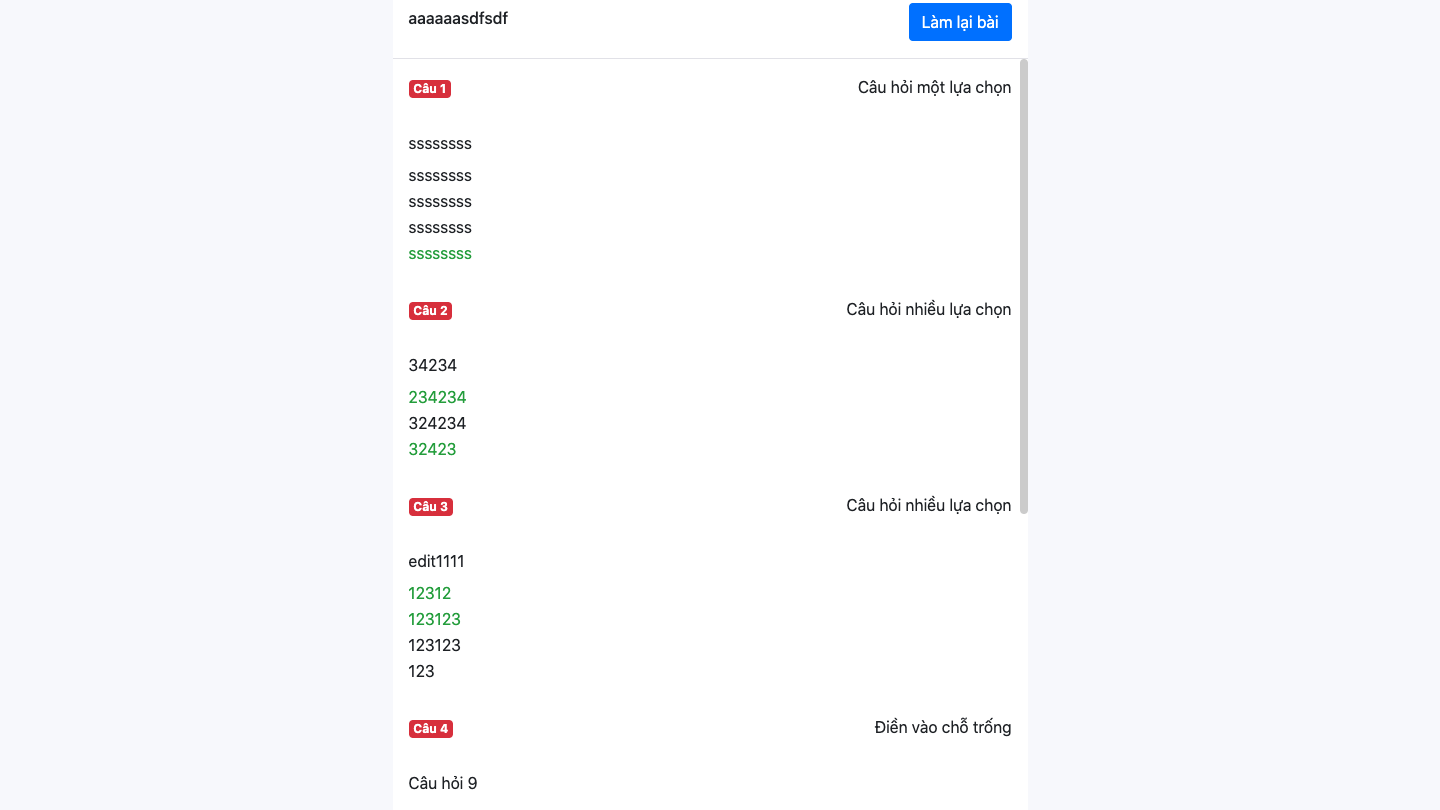 aaaaaasdfsdf
Làm lại bài
Câu 1
Câu hỏi một lựa chọn
ssssssss
ssssssss
ssssssss
ssssssss
ssssssss
Câu 2
Câu hỏi nhiều lựa chọn
34234
234234
324234
32423
Câu 3
Câu hỏi nhiều lựa chọn
edit1111
12312
123123
123123
123
Câu 4
Điền vào chỗ trống
Câu hỏi 9